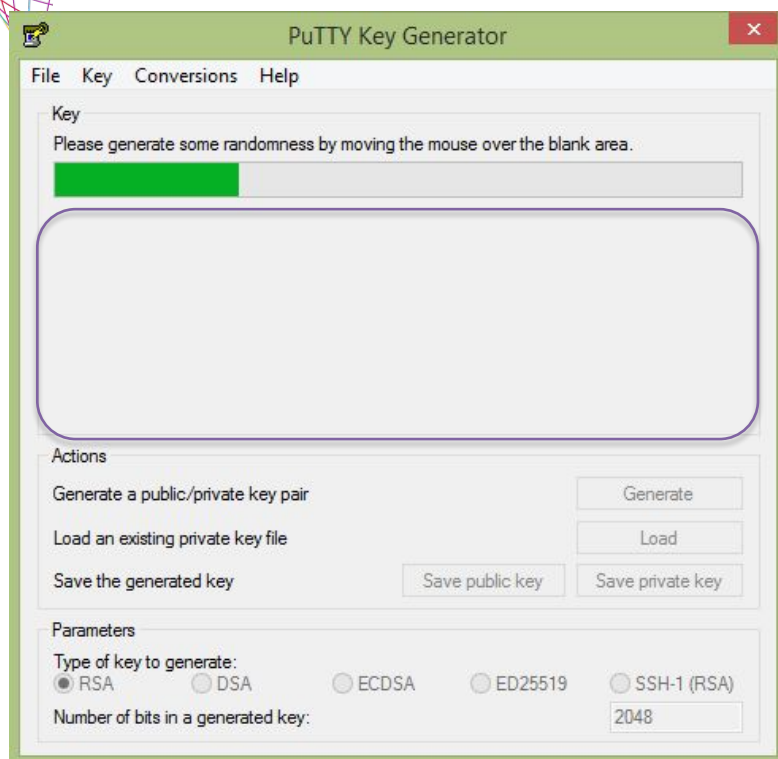 PuTTY Key Generator
File Key Conversions Help
Key
Please generate some randomness by moving the mouse over the blank area.
Actions
Generate a public/private key pair Generate
Load an existing private key file Load
Save the generated key Save public key Save private key
Parameters
Type of key to generate:
RSA DSA ECDSA ED25519 SSH-1 (RSA)
Number of bits in a generated key: 2048